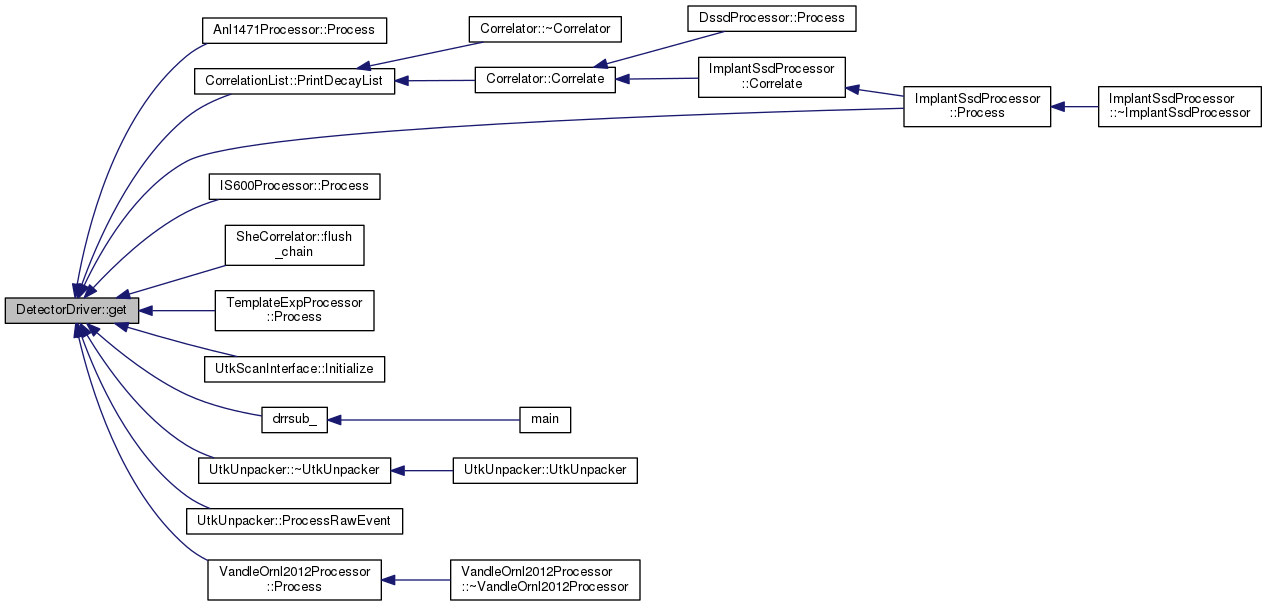 DssdProcessor::Process
Anl1471Processor::Process
Correlator::~Correlator
CorrelationList::PrintDecayList
Correlator::Correlate
ImplantSsdProcessor
::Correlate
ImplantSsdProcessor
::Process
ImplantSsdProcessor
::~ImplantSsdProcessor
IS600Processor::Process
SheCorrelator::flush
_chain
DetectorDriver::get
TemplateExpProcessor
::Process
UtkScanInterface::Initialize
drrsub_
main
UtkUnpacker::~UtkUnpacker
UtkUnpacker::UtkUnpacker
UtkUnpacker::ProcessRawEvent
VandleOrnl2012Processor
::Process
VandleOrnl2012Processor
::~VandleOrnl2012Processor